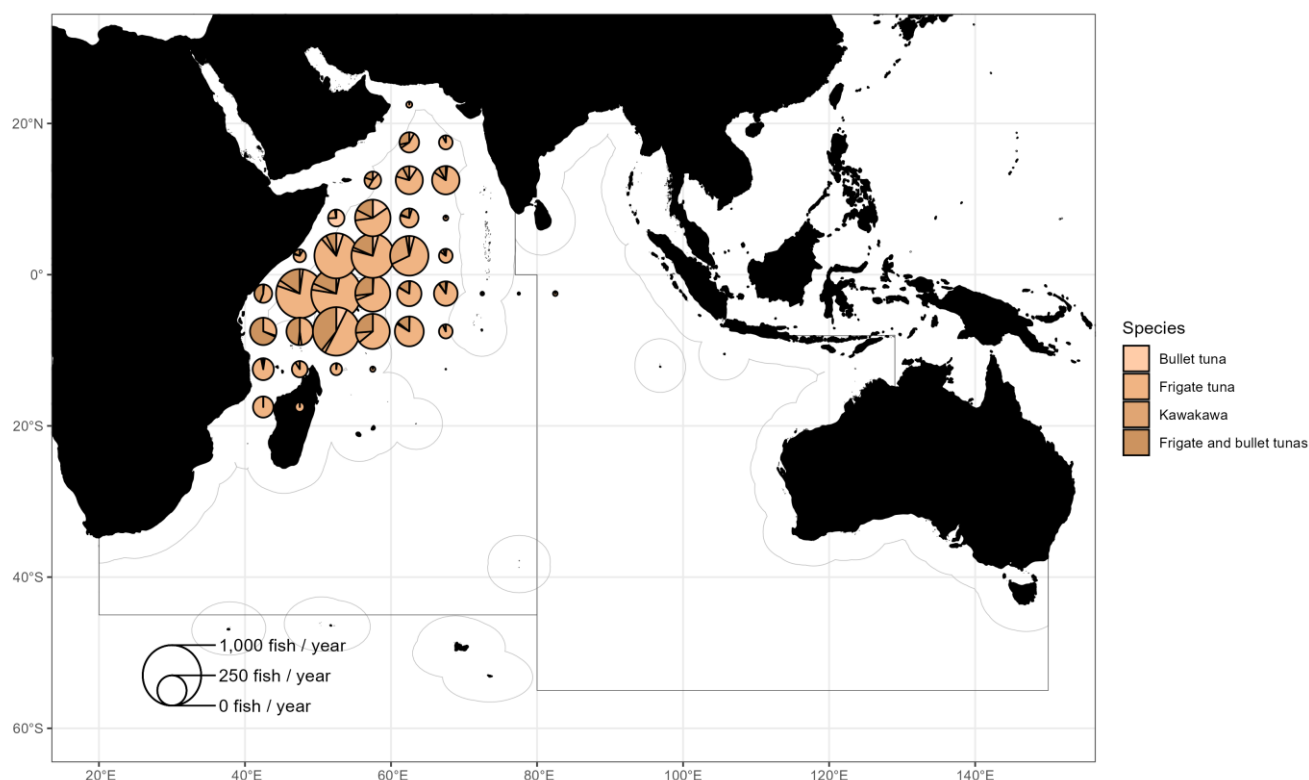 20°N
0°
20°S
40°S
60°S
20°E
40°E
60°E
80°E
100°E
120°E
140°E
1,000 fish / year
250 fish / year
0 fish / year
Species
Bullet tuna
Frigate tuna
Kawakawa
Frigate and bullet tunas